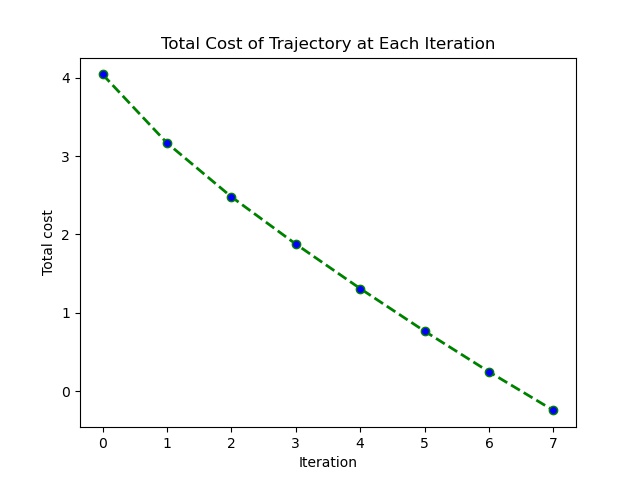 Total Cost of Trajectory at Each Iteration
4
3
2
1
0
Total cost
0 1 2 3 4 5 6 7
Iteration